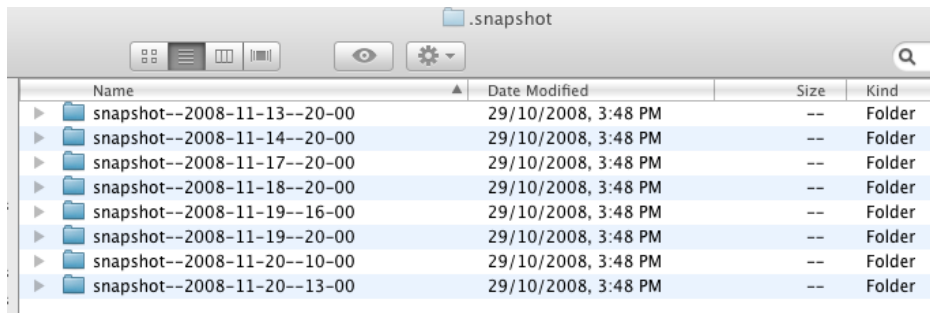 .snapshot
Name Date Modified Size Kind
snapshot--2008-11-13--20-00 29/10/2008, 3:48 PM -- Folder
snapshot--2008-11-14--20-00 29/10/2008, 3:48 PM -- Folder
snapshot--2008-11-17--20-00 29/10/2008, 3:48 PM -- Folder
snapshot--2008-11-18--20-00 29/10/2008, 3:48 PM -- Folder
snapshot--2008-11-19--16-00 29/10/2008, 3:48 PM -- Folder
snapshot--2008-11-19--20-00 29/10/2008, 3:48 PM -- Folder
snapshot--2008-11-20--10-00 29/10/2008, 3:48 PM -- Folder
snapshot--2008-11-20--13-00 29/10/2008, 3:48 PM -- Folder